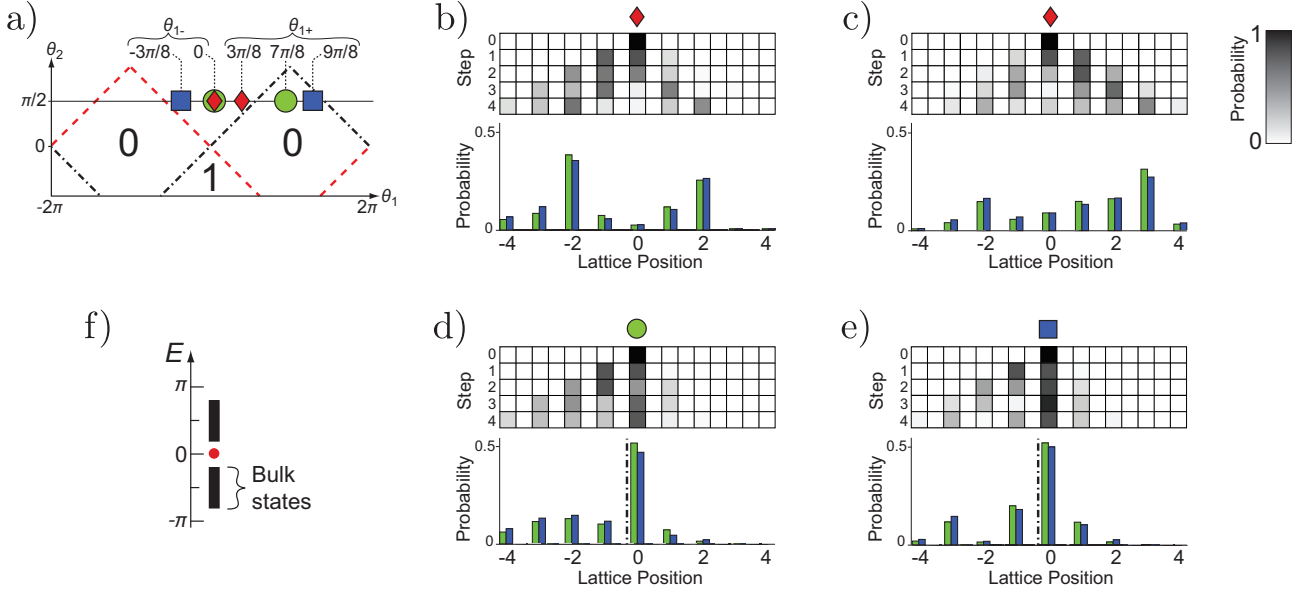 a)
θ₁₋
θ₁₊
θ₂
-3π/8 0 3π/8 7π/8 9π/8
π/2
0
0
0
1
-2π
2π
θ₁
b)
Step
0
1
2
3
4
Probability
0.5
0
-4 -2 0 2 4
Lattice Position
c)
Step
0
1
2
3
4
Probability
0.5
0
-4 -2 0 2 4
Lattice Position
1
Probability
0
f)
E
π
0
-π
Bulk
states
d)
Step
0
1
2
3
4
Probability
0.5
0
-4 -2 0 2 4
Lattice Position
e)
Step
0
1
2
3
4
Probability
0.5
0
-4 -2 0 2 4
Lattice Position